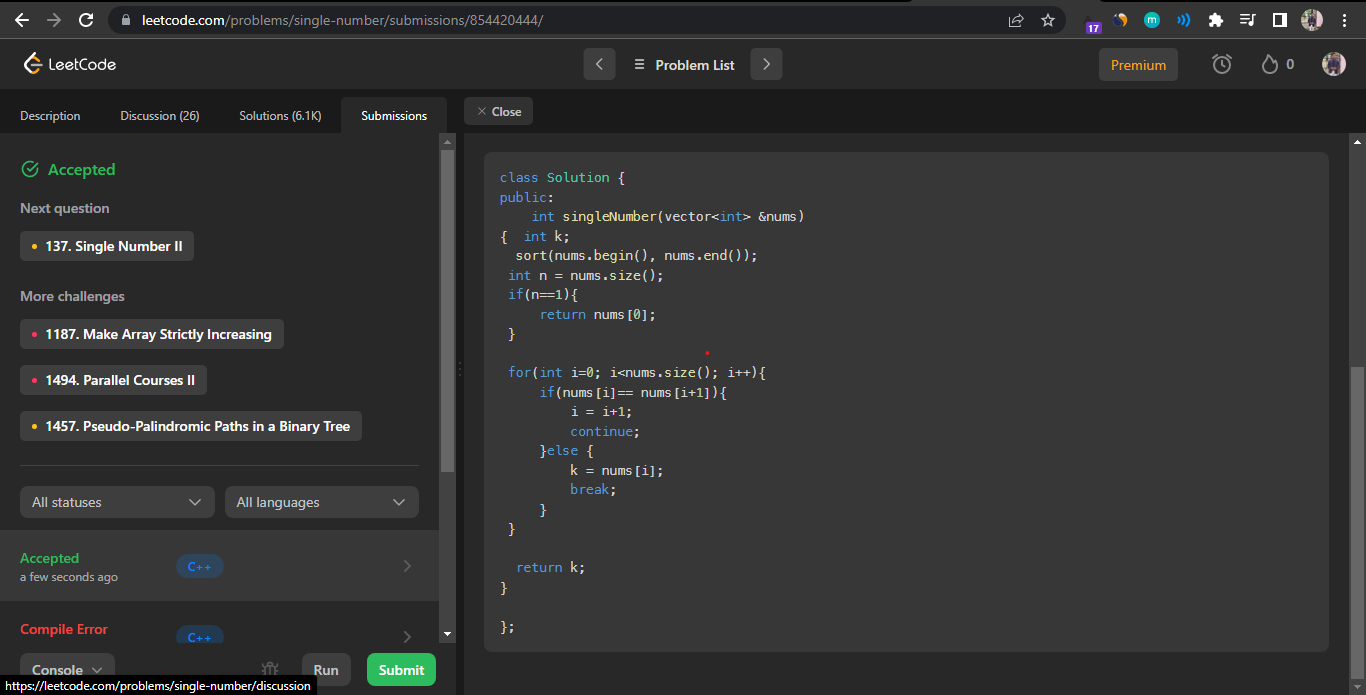 leetcode.com/problems/single-number/submissions/854420444/
17
m
LeetCode
Problem List
Premium
0
Description
Discussion (26)
Solutions (6.1K)
Submissions
Close
Accepted
Next question
137. Single Number II
More challenges
1187. Make Array Strictly Increasing
1494. Parallel Courses II
1457. Pseudo-Palindromic Paths in a Binary Tree
All statuses
All languages
Accepted
C++
a few seconds ago
Compile Error
C++
Console
Run
Submit
https://leetcode.com/problems/single-number/discussion
class Solution {
public:
    int singleNumber(vector<int> &nums)
{  int k;
  sort(nums.begin(), nums.end());
 int n = nums.size();
 if(n==1){
     return nums[0];
 }
 for(int i=0; i<nums.size(); i++){
     if(nums[i]== nums[i+1]){
         i = i+1;
         continue;
     }else {
         k = nums[i];
         break;
     }
 }
  return k;
}
};